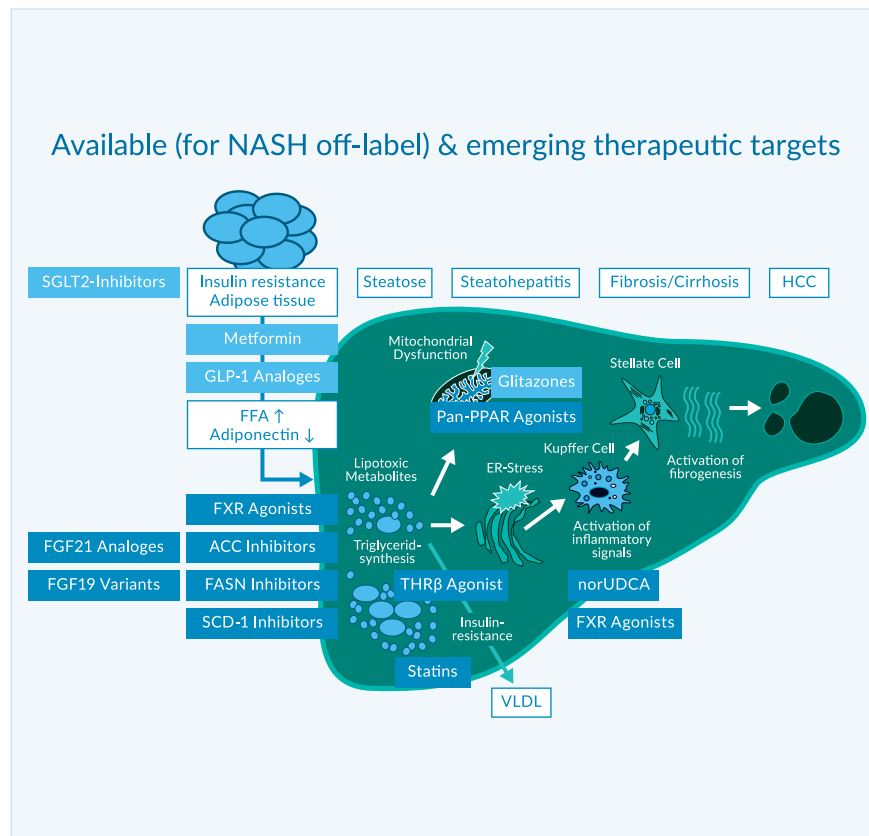 Available (for NASH off-label) & emerging therapeutic targets
SGLT2-Inhibitors
Insulin resistance
Adipose tissue
Steatose
Steatohepatitis
Fibrosis/Cirrhosis
HCC
Metformin
GLP-1 Analoges
FFA ↑
Adiponectin ↓
Mitochondrial
Dysfunction
Glitazones
Pan-PPAR Agonists
Stellate Cell
Activation of
fibrogenesis
Kupffer Cell
Activation of
inflammatory
signals
ER-Stress
Lipotoxic
Metabolites
Triglycerid-
synthesis
FXR Agonists
FGF21 Analoges
ACC Inhibitors
FGF19 Variants
FASN Inhibitors
SCD-1 Inhibitors
THRβ Agonist
norUDCA
FXR Agonists
Insulin-
resistance
Statins
VLDL